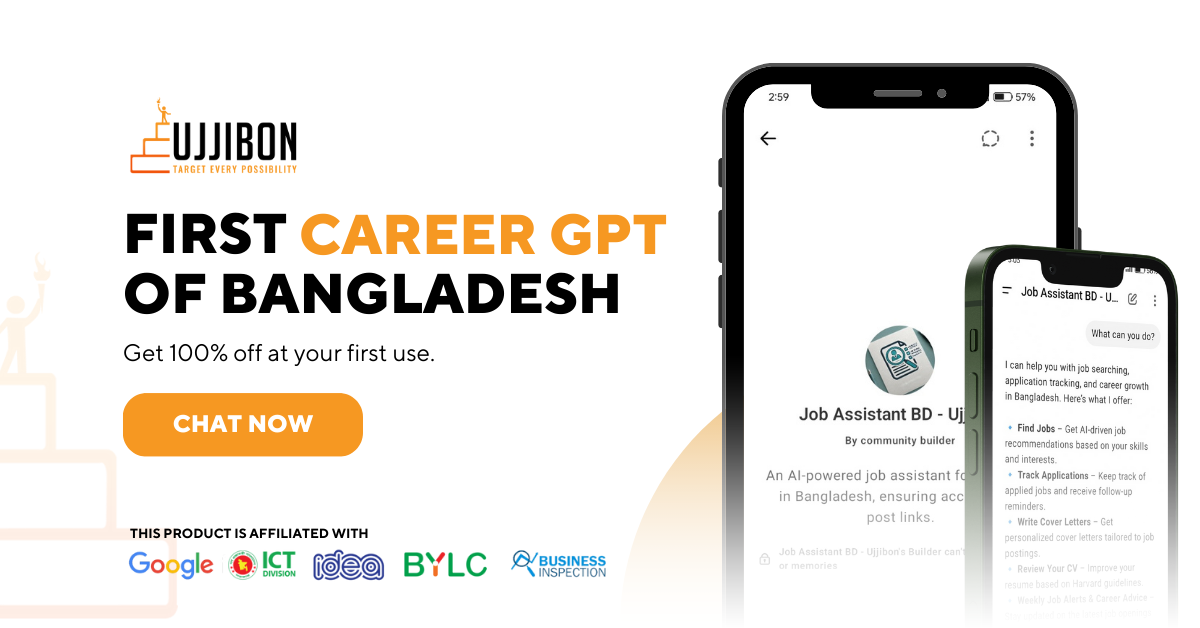 UJJIBON
TARGET EVERY POSSIBILITY
FIRST CAREER GPT
OF BANGLADESH
Get 100% off at your first use.
CHAT NOW
THIS PRODUCT IS AFFILIATED WITH
Google
ICT
DIVISION
idea
BYLC
BUSINESS
INSPECTION
2:59
57%
Job Assistant BD - Ujj
By community builder
An AI-powered job assistant
in Bangladesh, ensuring
post links.
Job Assistant BD - Ujjibon's Builder can't
or memories
Job Assistant BD - U...
What can you do?
I can help you with job searching,
application tracking, and career growth
in Bangladesh. Here's what I offer:
Find Jobs – Get AI-driven job
recommendations based on your skills
and interests.
Track Applications – Keep track of
applied jobs and receive follow-up
reminders.
Write Cover Letters – Get
personalized cover letters tailored to job
postings.
Review Your CV – Improve your
resume based on Harvard guidelines.
Weekly Job Alerts & Career Advice -